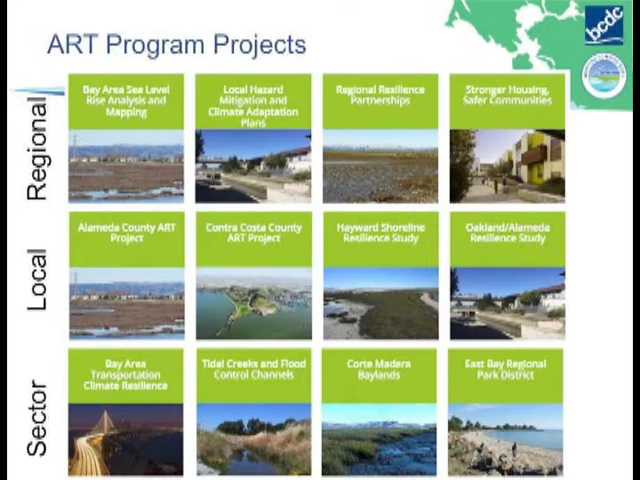 ART Program Projects
bcdc
Regional
Bay Area Sea Level
Rise Analysis and
Mapping
Local Hazard
Mitigation and
Climate Adaptation
Plans
Regional Resilience
Partnerships
Stronger Housing,
Safer Communities
Local
Alameda County ART
Project
Contra Costa County
ART Project
Hayward Shoreline
Resilience Study
Oakland/Alameda
Resilience Study
Sector
Bay Area
Transportation
Climate Resilience
Tidal Creeks and Flood
Control Channels
Corte Madera
Baylands
East Bay Regional
Park District